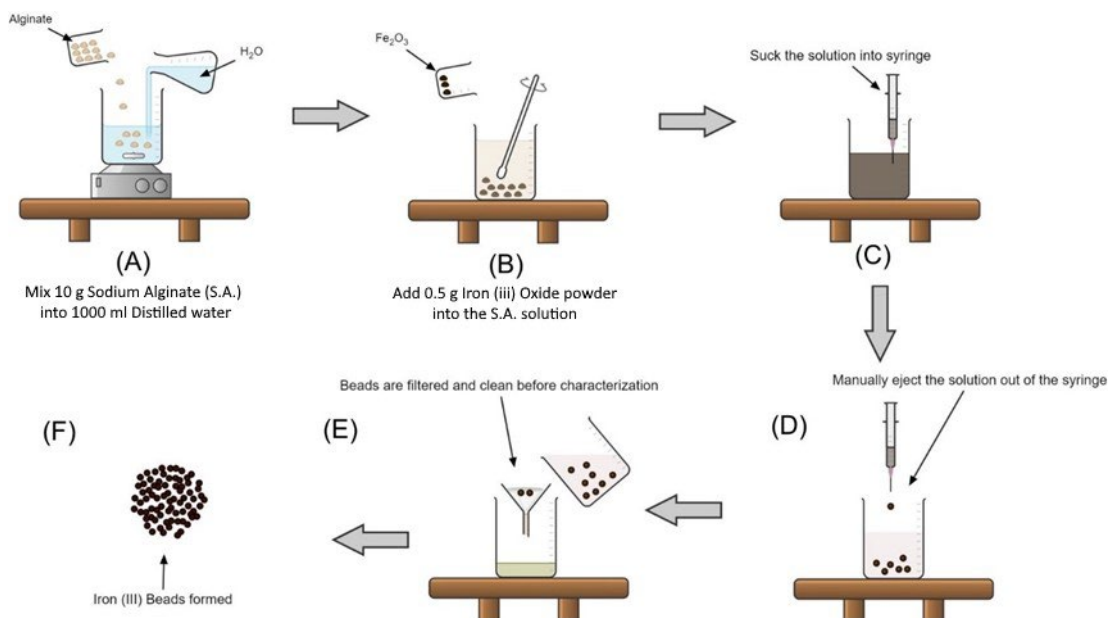 Alginate
H₂O
(A)
Mix 10 g Sodium Alginate (S.A.)
into 1000 ml Distilled water
Fe₂O₃
(B)
Add 0.5 g Iron (iii) Oxide powder
into the S.A. solution
Suck the solution into syringe
(C)
Manually eject the solution out of the syringe
(D)
Beads are filtered and clean before characterization
(E)
(F)
Iron (III) Beads formed